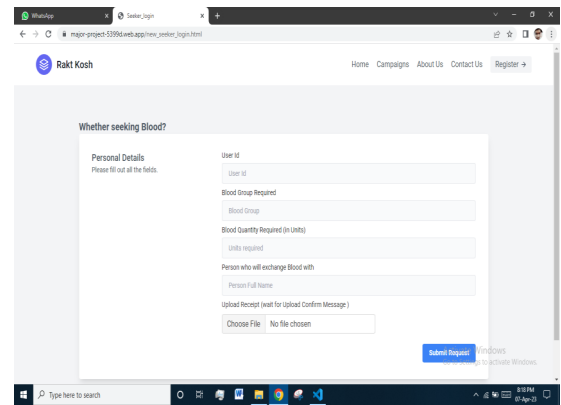 WhatsApp
Seeker_login
major-project-5399d.web.app/new_seeker_login.html
Rakt Kosh
Home Campaigns About Us Contact Us Register →
Whether seeking Blood?
Personal Details
Please fill out all the fields.
User Id
User Id
Blood Group Required
Blood Group
Blood Quantity Required (in Units)
Units required
Person who will exchange Blood with
Person Full Name
Upload Receipt (wait for Upload Confirm Message )
Choose File No file chosen
Submit Request
Windows
to activate Windows.
Type here to search
8:18 PM
07-Apr-23